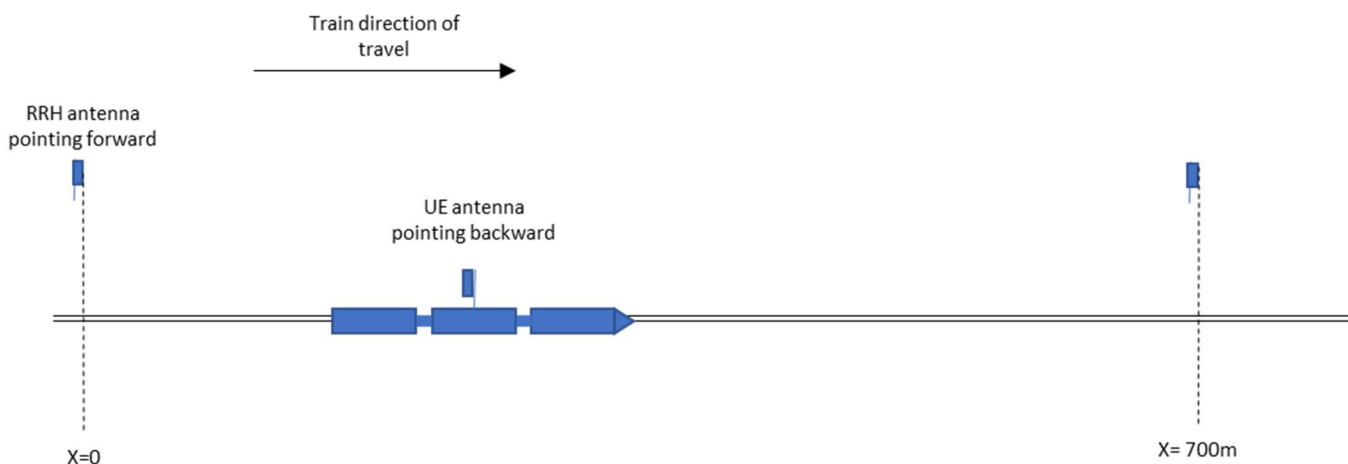 Train direction of
travel
RRH antenna
pointing forward
UE antenna
pointing backward
X=0
X= 700m